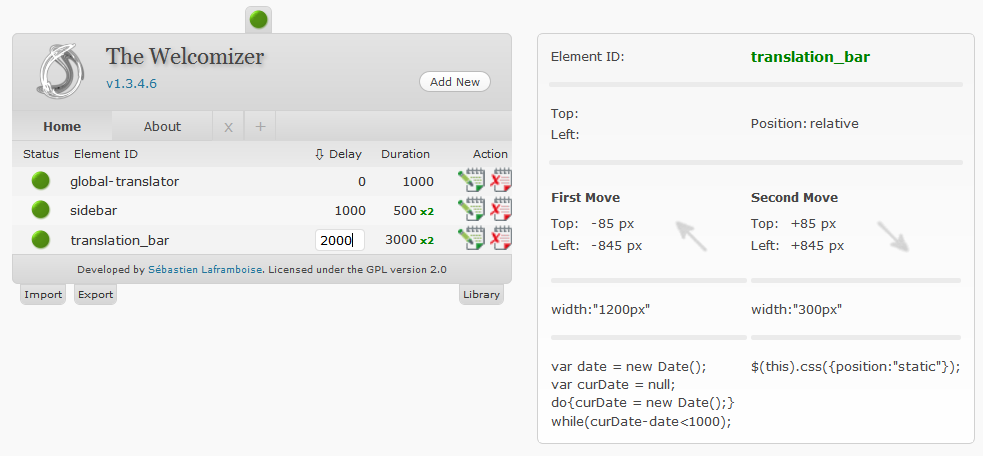 The Welcomizer
v1.3.4.6
Add New
Home About x +
Status Element ID ⇩ Delay Duration Action
global-translator 0 1000
sidebar 1000 500 x2
translation_bar 2000 3000 x2
Developed by Sébastien Laframboise. Licensed under the GPL version 2.0
Import Export Library
Element ID: translation_bar
Top:
Left:
Position: relative
First Move Second Move
Top: -85 px Top: +85 px
Left: -845 px Left: +845 px
width:"1200px" width:"300px"
var date = new Date(); $(this).css({position:"static"});
var curDate = null;
do{curDate = new Date();}
while(curDate-date<1000);